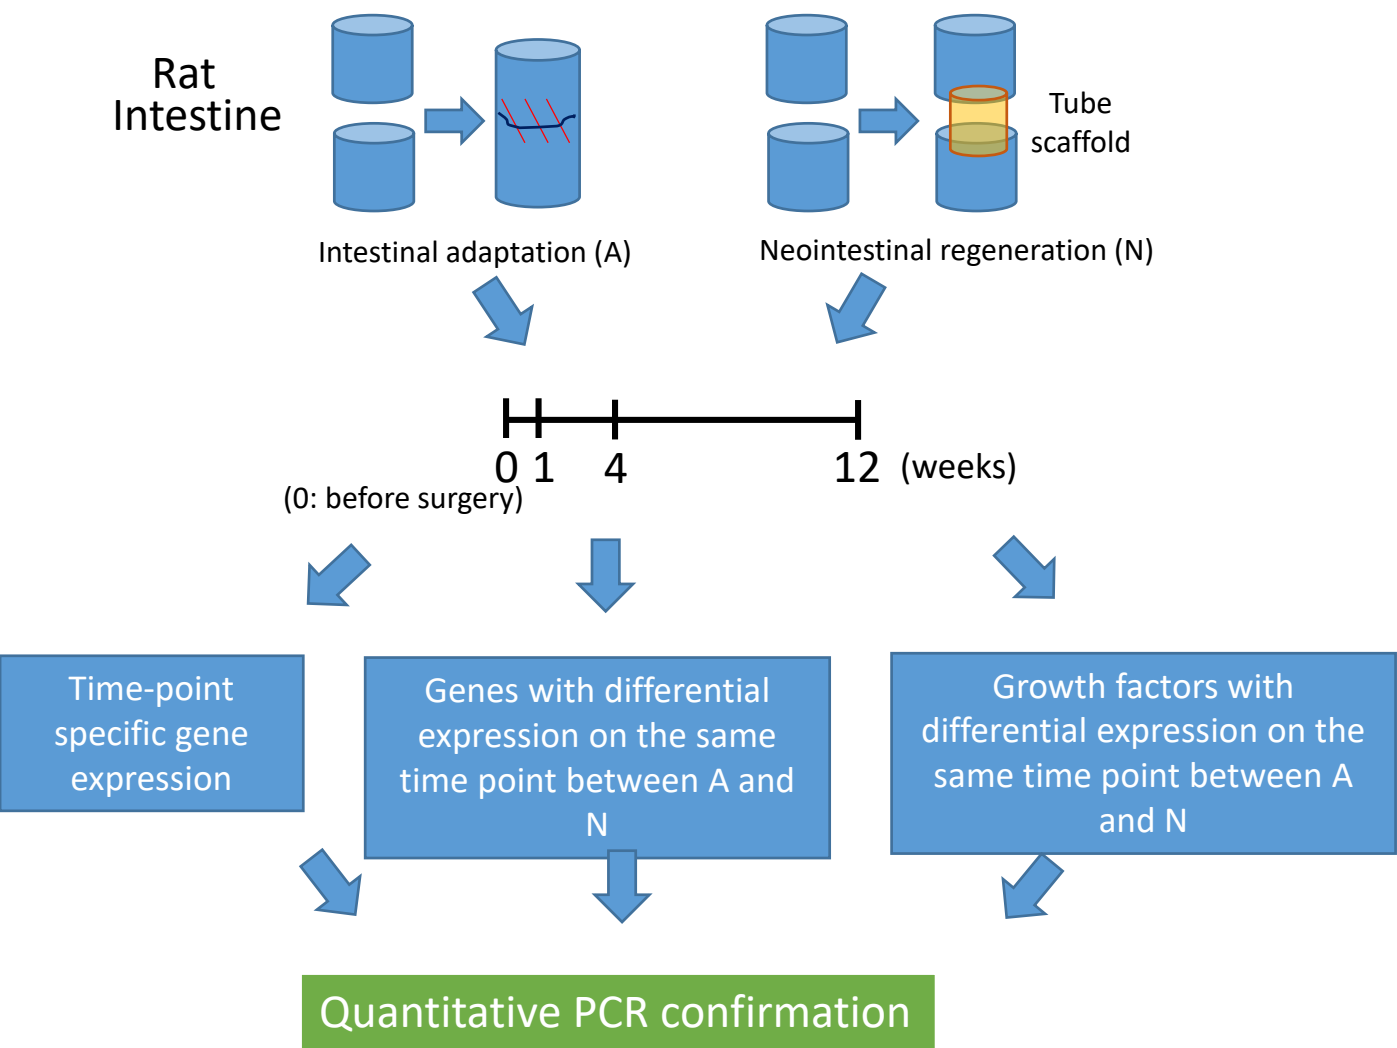 Rat
Intestine
Tube
scaffold
Intestinal adaptation (A)
Neointestinal regeneration (N)
0 1 4 12 (weeks)
(0: before surgery)
Time-point
specific gene
expression
Genes with differential
expression on the same
time point between A and
N
Growth factors with
differential expression on the
same time point between A
and N
Quantitative PCR confirmation